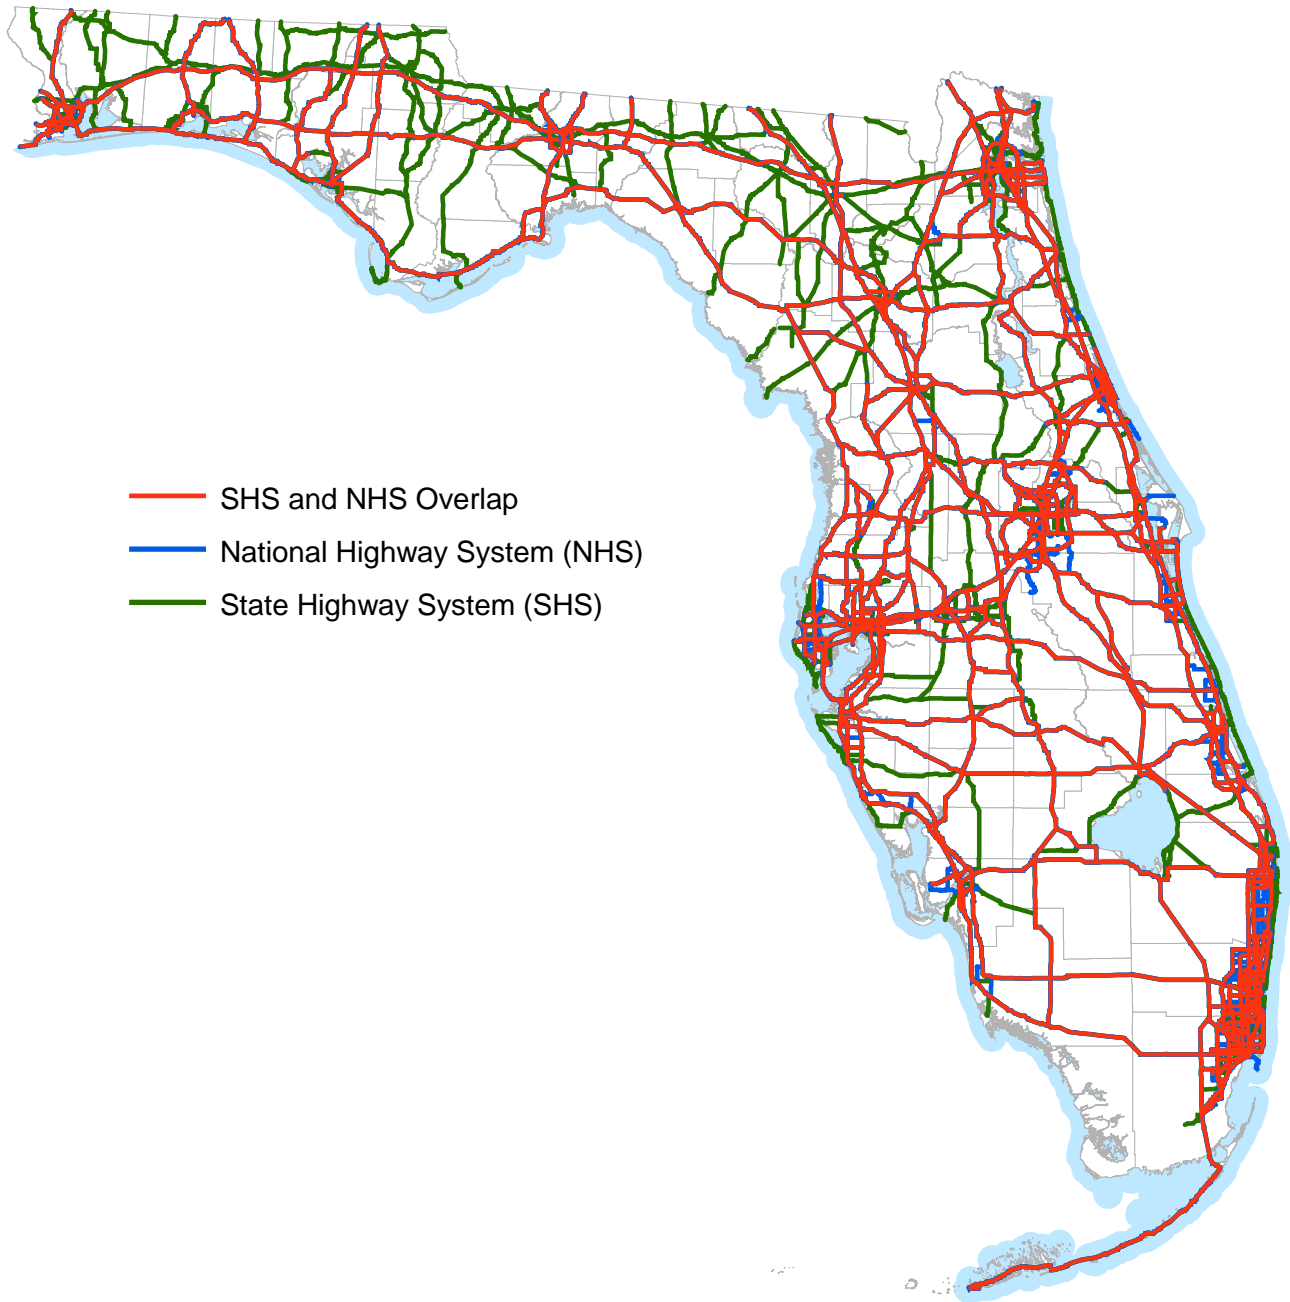 SHS and NHS Overlap
National Highway System (NHS)
State Highway System (SHS)